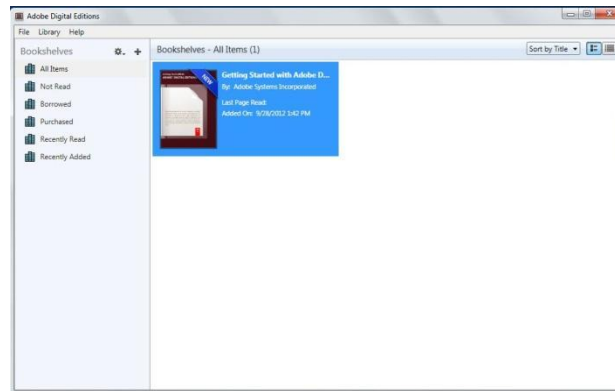 Adobe Digital Editions
File Library Help
Bookshelves
Bookshelves - All Items (1)
Sort by Title
All Items
Not Read
Borrowed
Purchased
Recently Read
Recently Added
NEW
Getting Started with Adobe D...
By: Adobe Systems Incorporated
Last Page Read:
Added On: 9/28/2012 1:42 PM